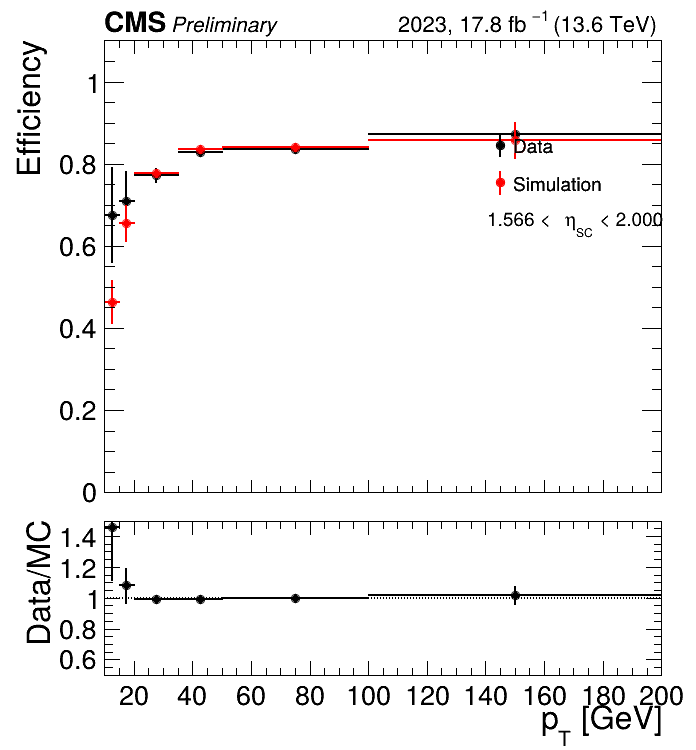 CMS Preliminary 2023, 17.8 fb⁻¹ (13.6 TeV)
Efficiency
1
0.8
0.6
0.4
0.2
0
Data
Simulation
1.566 < η_SC < 2.000
Data/MC
1.4
1.2
1
0.8
0.6
20 40 60 80 100 120 140 160 180 200
p_T [GeV]